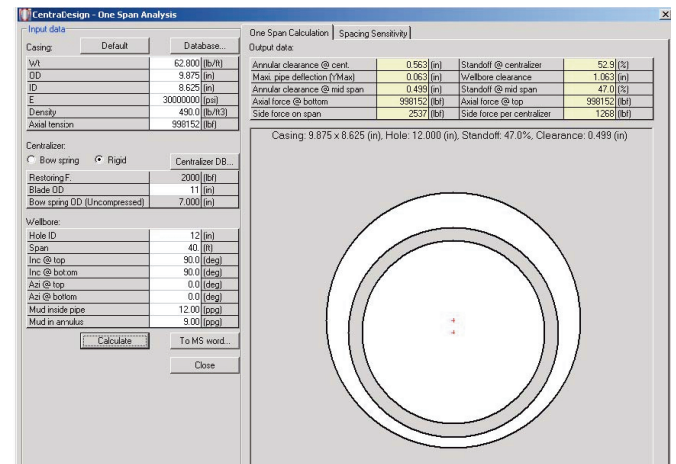 CentraDesign - One Span Analysis
Input data
Casing: Default Database...
Wt 62.800 (lb/ft)
OD 9.875 (in)
ID 8.625 (in)
E 30000000 (psi)
Density 490.0 (lb/ft3)
Axial tension 998152 (lbf)
Centralizer:
Bow spring Rigid Centralizer DB...
Restoring F. 2000 (lbf)
Blade OD 11 (in)
Bow spring OD (Uncompressed) 7.000 (in)
Wellbore:
Hole ID 12 (in)
Span 40. (ft)
Inc @ top 90.0 (deg)
Inc @ bottom 90.0 (deg)
Azi @ top 0.0 (deg)
Azi @ bottom 0.0 (deg)
Mud inside pipe 12.00 (ppg)
Mud in annulus 9.00 (ppg)
Calculate To MS word...
Close
One Span Calculation Spacing Sensitivity
Output data:
Annular clearance @ cent. 0.563 (in) Standoff @ centralizer 52.9 (%)
Maxi. pipe deflection (YMax) 0.063 (in) Wellbore clearance 1.063 (in)
Annular clearance @ mid span 0.499 (in) Standoff @ mid span 47.0 (%)
Axial force @ bottom 998152 (lbf) Axial force @ top 998152 (lbf)
Side force on span 2537 (lbf) Side force per centralizer 1268 (lbf)
Casing: 9.875 x 8.625 (in), Hole: 12.000 (in), Standoff: 47.0%, Clearance: 0.499 (in)